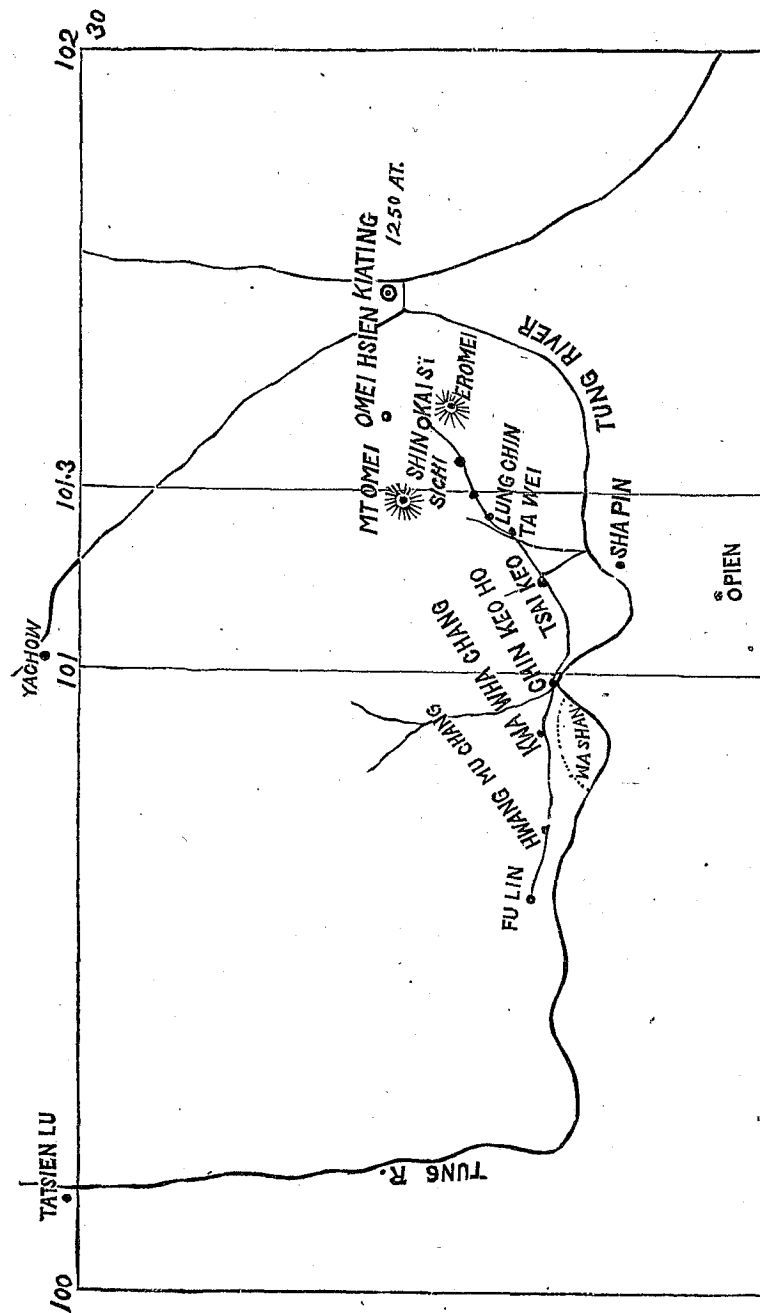 100
101
101.3
102
30
TATSIEN LU
YACHOW
TUNG R.
FU LIN
HWANG MU CHANG
KWA WHA CHANG
CHIN KEO HO
WA SHAN
TSAI KEO
TA WEI
LUNG CHIN
SHA PIN
OPIEN
MT OMEI
SICHI
SHIN KAI SÏ
EROMEI
OMEI HSIEN
KIATING
1250 AT.
TUNG RIVER